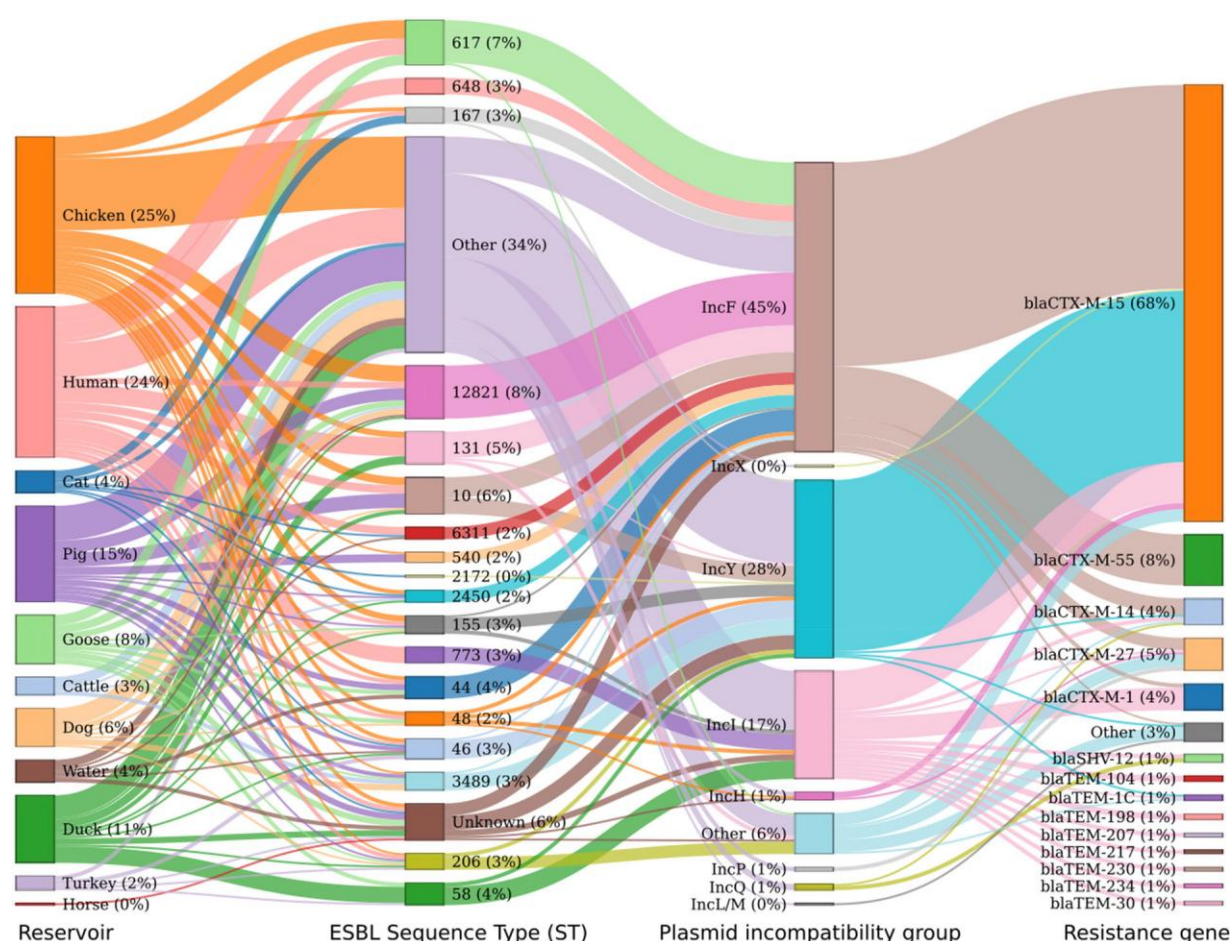 Chicken (25%)
Human (24%)
Cat (4%)
Pig (15%)
Goose (8%)
Cattle (3%)
Dog (6%)
Water (4%)
Duck (11%)
Turkey (2%)
Horse (0%)
Reservoir
617 (7%)
648 (3%)
167 (3%)
Other (34%)
12821 (8%)
131 (5%)
10 (6%)
6311 (2%)
540 (2%)
2172 (0%)
2450 (2%)
155 (3%)
773 (3%)
44 (4%)
48 (2%)
46 (3%)
3489 (3%)
Unknown (6%)
206 (3%)
58 (4%)
ESBL Sequence Type (ST)
IncF (45%)
IncX (0%)
IncY (28%)
IncI (17%)
IncH (1%)
Other (6%)
IncP (1%)
IncQ (1%)
IncL/M (0%)
Plasmid incompatibility group
blaCTX-M-15 (68%)
blaCTX-M-55 (8%)
blaCTX-M-14 (4%)
blaCTX-M-27 (5%)
blaCTX-M-1 (4%)
Other (3%)
blaSHV-12 (1%)
blaTEM-104 (1%)
blaTEM-1C (1%)
blaTEM-198 (1%)
blaTEM-207 (1%)
blaTEM-217 (1%)
blaTEM-230 (1%)
blaTEM-234 (1%)
blaTEM-30 (1%)
Resistance gene